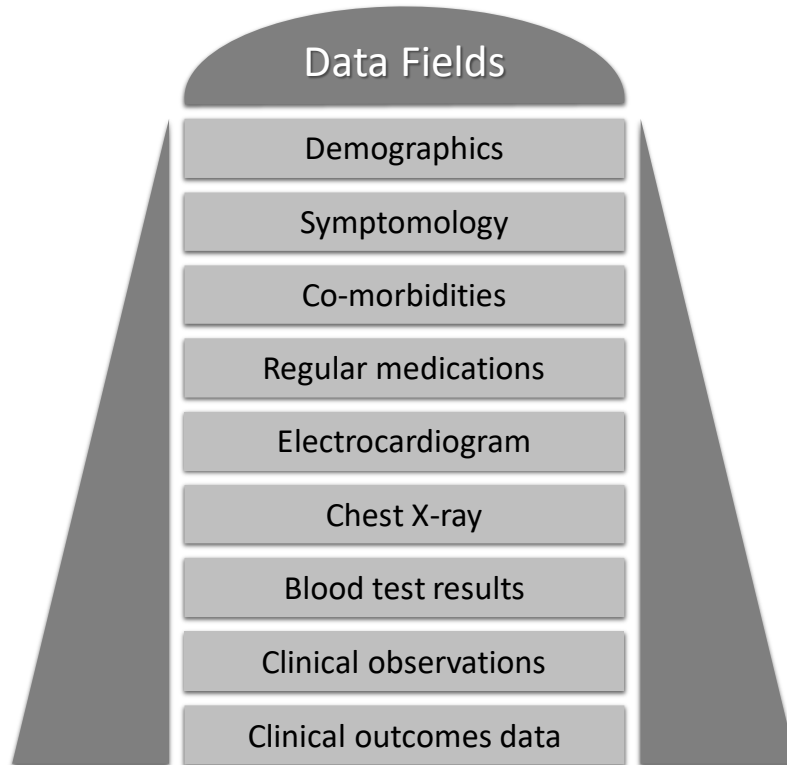 Data Fields
Demographics
Symptomology
Co-morbidities
Regular medications
Electrocardiogram
Chest X-ray
Blood test results
Clinical observations
Clinical outcomes data